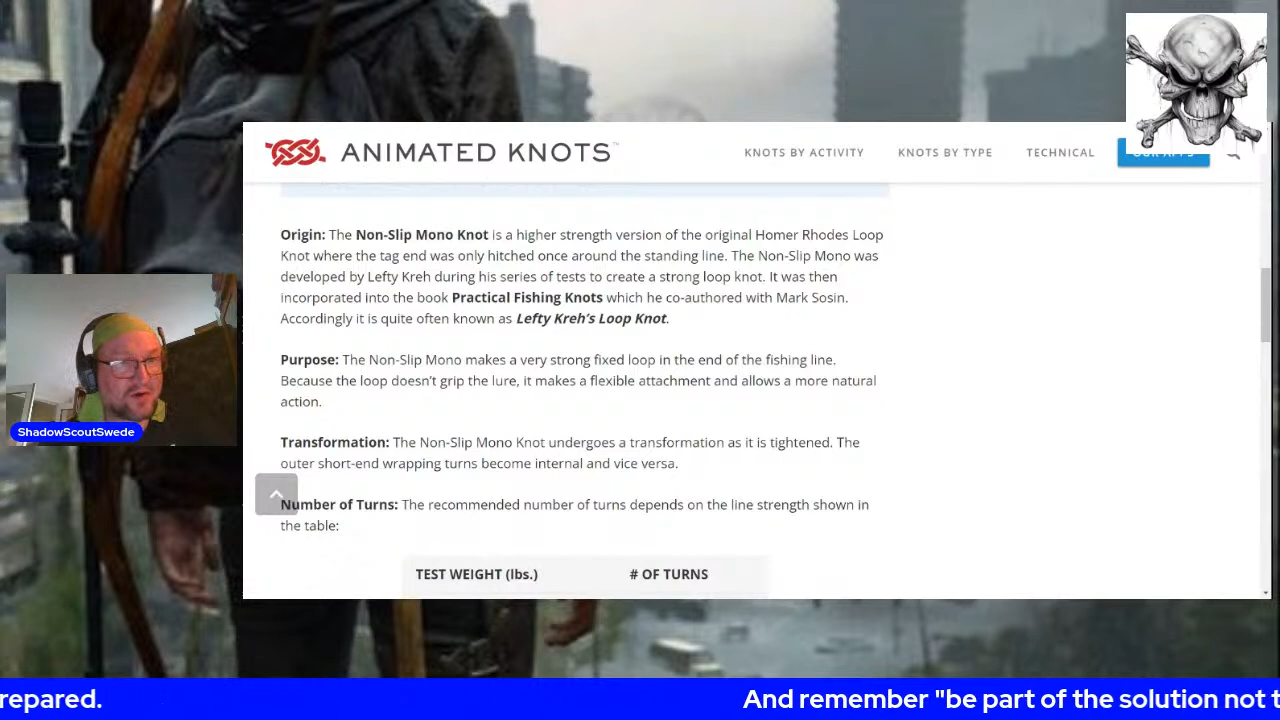 ANIMATED KNOTS™
KNOTS BY ACTIVITY
KNOTS BY TYPE
TECHNICAL
OUR APPS
Origin: The Non-Slip Mono Knot is a higher strength version of the original Homer Rhodes Loop
Knot where the tag end was only hitched once around the standing line. The Non-Slip Mono was
developed by Lefty Kreh during his series of tests to create a strong loop knot. It was then
incorporated into the book Practical Fishing Knots which he co-authored with Mark Sosin.
Accordingly it is quite often known as Lefty Kreh’s Loop Knot.
Purpose: The Non-Slip Mono makes a very strong fixed loop in the end of the fishing line.
Because the loop doesn’t grip the lure, it makes a flexible attachment and allows a more natural
action.
Transformation: The Non-Slip Mono Knot undergoes a transformation as it is tightened. The
outer short-end wrapping turns become internal and vice versa.
Number of Turns: The recommended number of turns depends on the line strength shown in
the table:
TEST WEIGHT (lbs.)
# OF TURNS
ShadowScoutSwede
repared.
And remember "be part of the solution not t